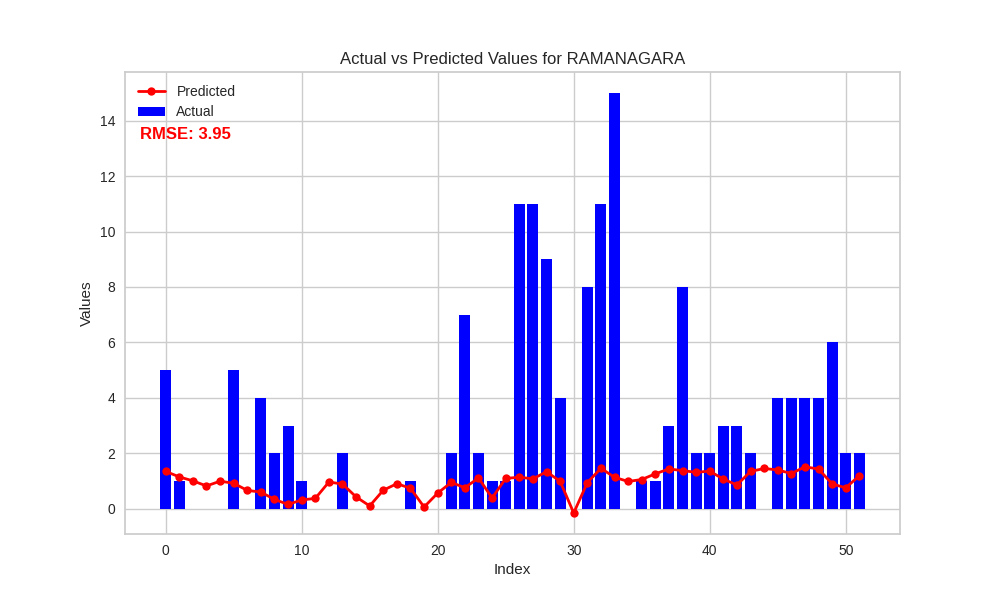 Actual vs Predicted Values for RAMANAGARA
Predicted
Actual
RMSE: 3.95
14
12
10
8
6
4
2
0
Values
0 10 20 30 40 50
Index